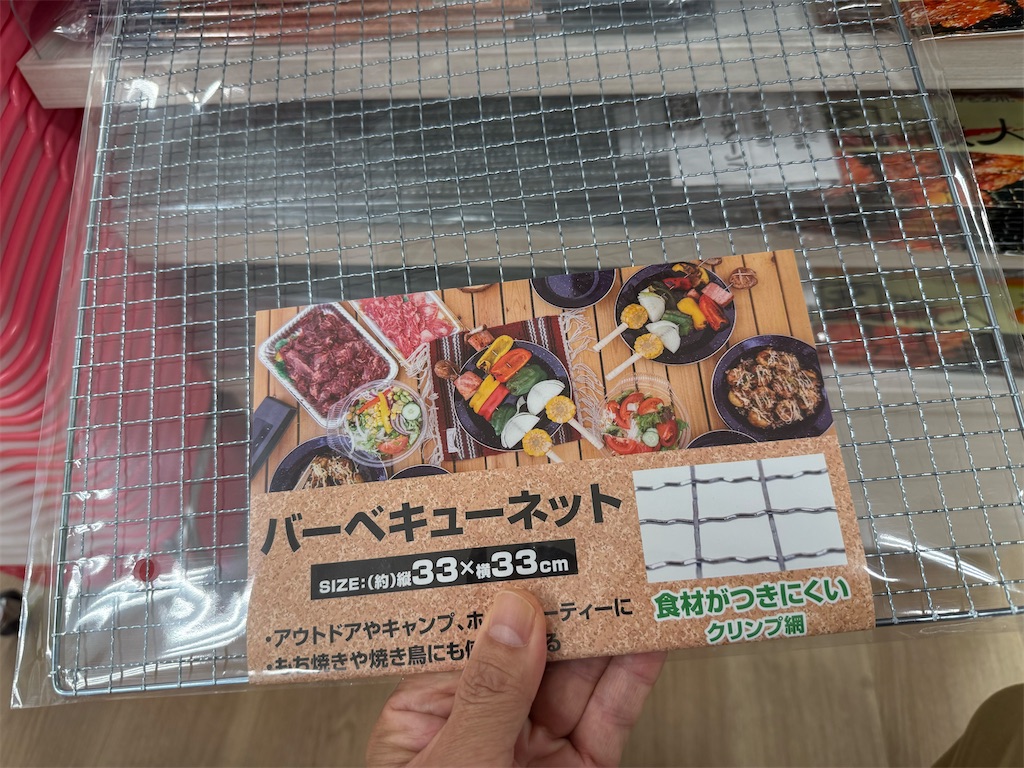 バーベキューネット
SIZE:(約)縦33×横33cm
・アウトドアやキャンプ、ホ ーティーに
・もち焼きや焼き鳥にも る
食材がつきにくい
クリンプ網